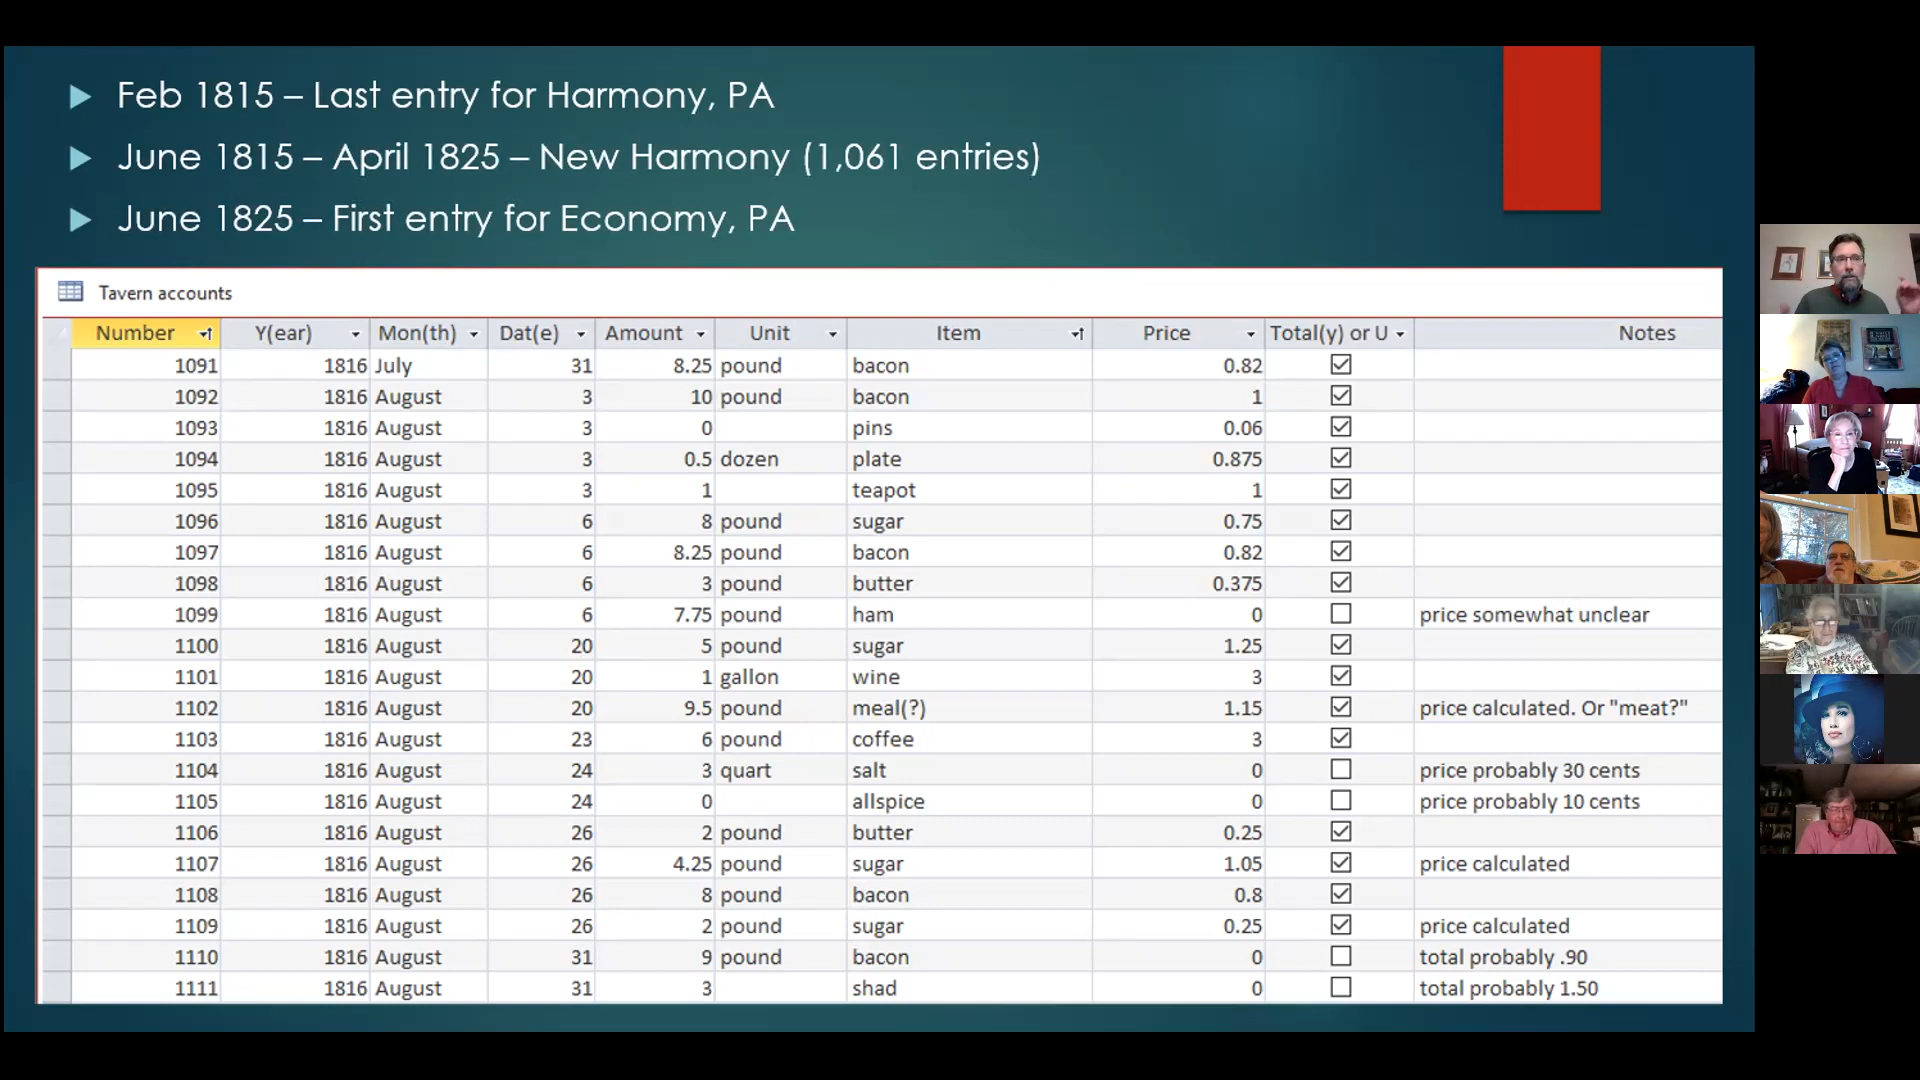 Feb 1815 – Last entry for Harmony, PA
June 1815 – April 1825 – New Harmony (1,061 entries)
June 1825 – First entry for Economy, PA
Tavern accounts
Number Y(ear) Mon(th) Dat(e) Amount Unit Item Price Total(y) or U Notes
1091 1816 July 31 8.25 pound bacon 0.82
1092 1816 August 3 10 pound bacon 1
1093 1816 August 3 0 pins 0.06
1094 1816 August 3 0.5 dozen plate 0.875
1095 1816 August 3 1 teapot 1
1096 1816 August 6 8 pound sugar 0.75
1097 1816 August 6 8.25 pound bacon 0.82
1098 1816 August 6 3 pound butter 0.375
1099 1816 August 6 7.75 pound ham 0 price somewhat unclear
1100 1816 August 20 5 pound sugar 1.25
1101 1816 August 20 1 gallon wine 3
1102 1816 August 20 9.5 pound meal(?) 1.15 price calculated. Or "meat?"
1103 1816 August 23 6 pound coffee 3
1104 1816 August 24 3 quart salt 0 price probably 30 cents
1105 1816 August 24 0 allspice 0 price probably 10 cents
1106 1816 August 26 2 pound butter 0.25
1107 1816 August 26 4.25 pound sugar 1.05 price calculated
1108 1816 August 26 8 pound bacon 0.8
1109 1816 August 26 2 pound sugar 0.25 price calculated
1110 1816 August 31 9 pound bacon 0 total probably .90
1111 1816 August 31 3 shad 0 total probably 1.50